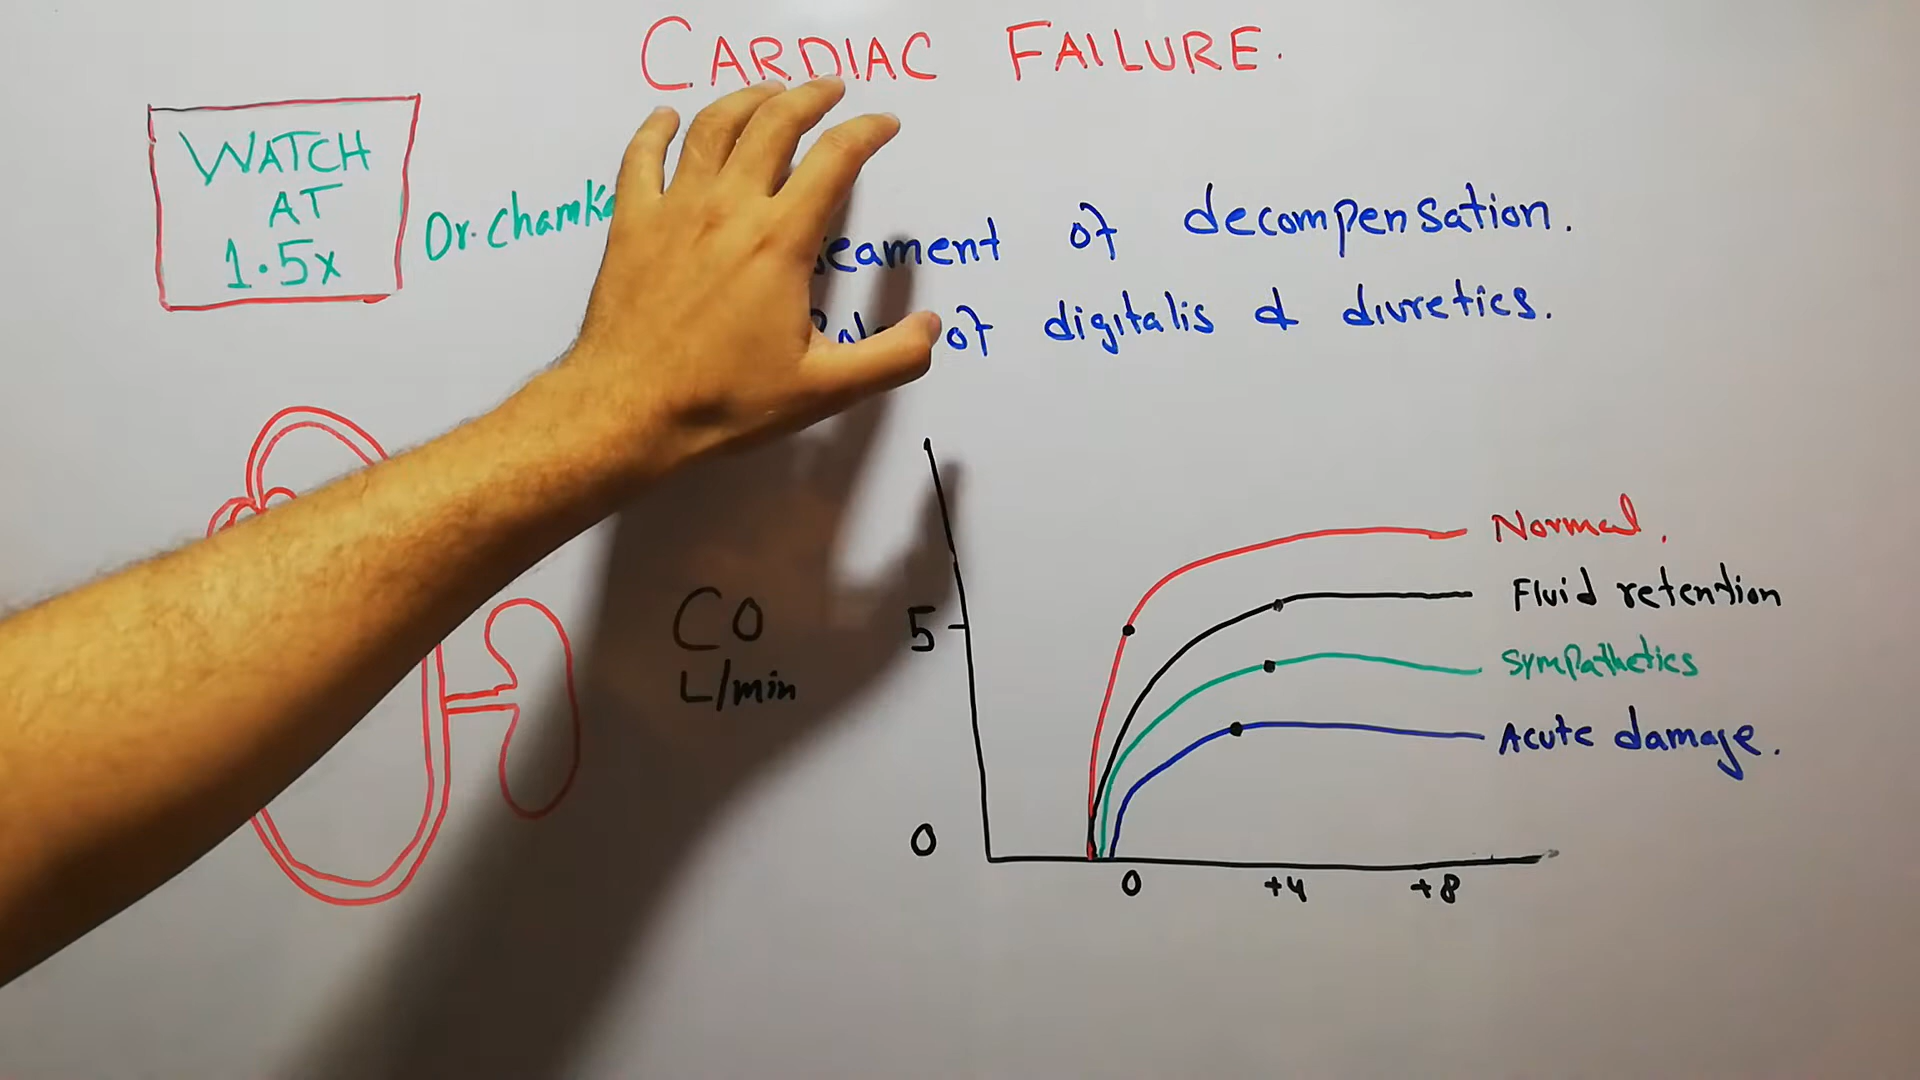 CARDIAC FAILURE.
WATCH
AT
1.5x
Dr.
of decompensation.
of digitalis & diuretics.
Normal.
Fluid retention
Sympathetics
Acute damage.
CO
L/min
5
0
0 +4 +8